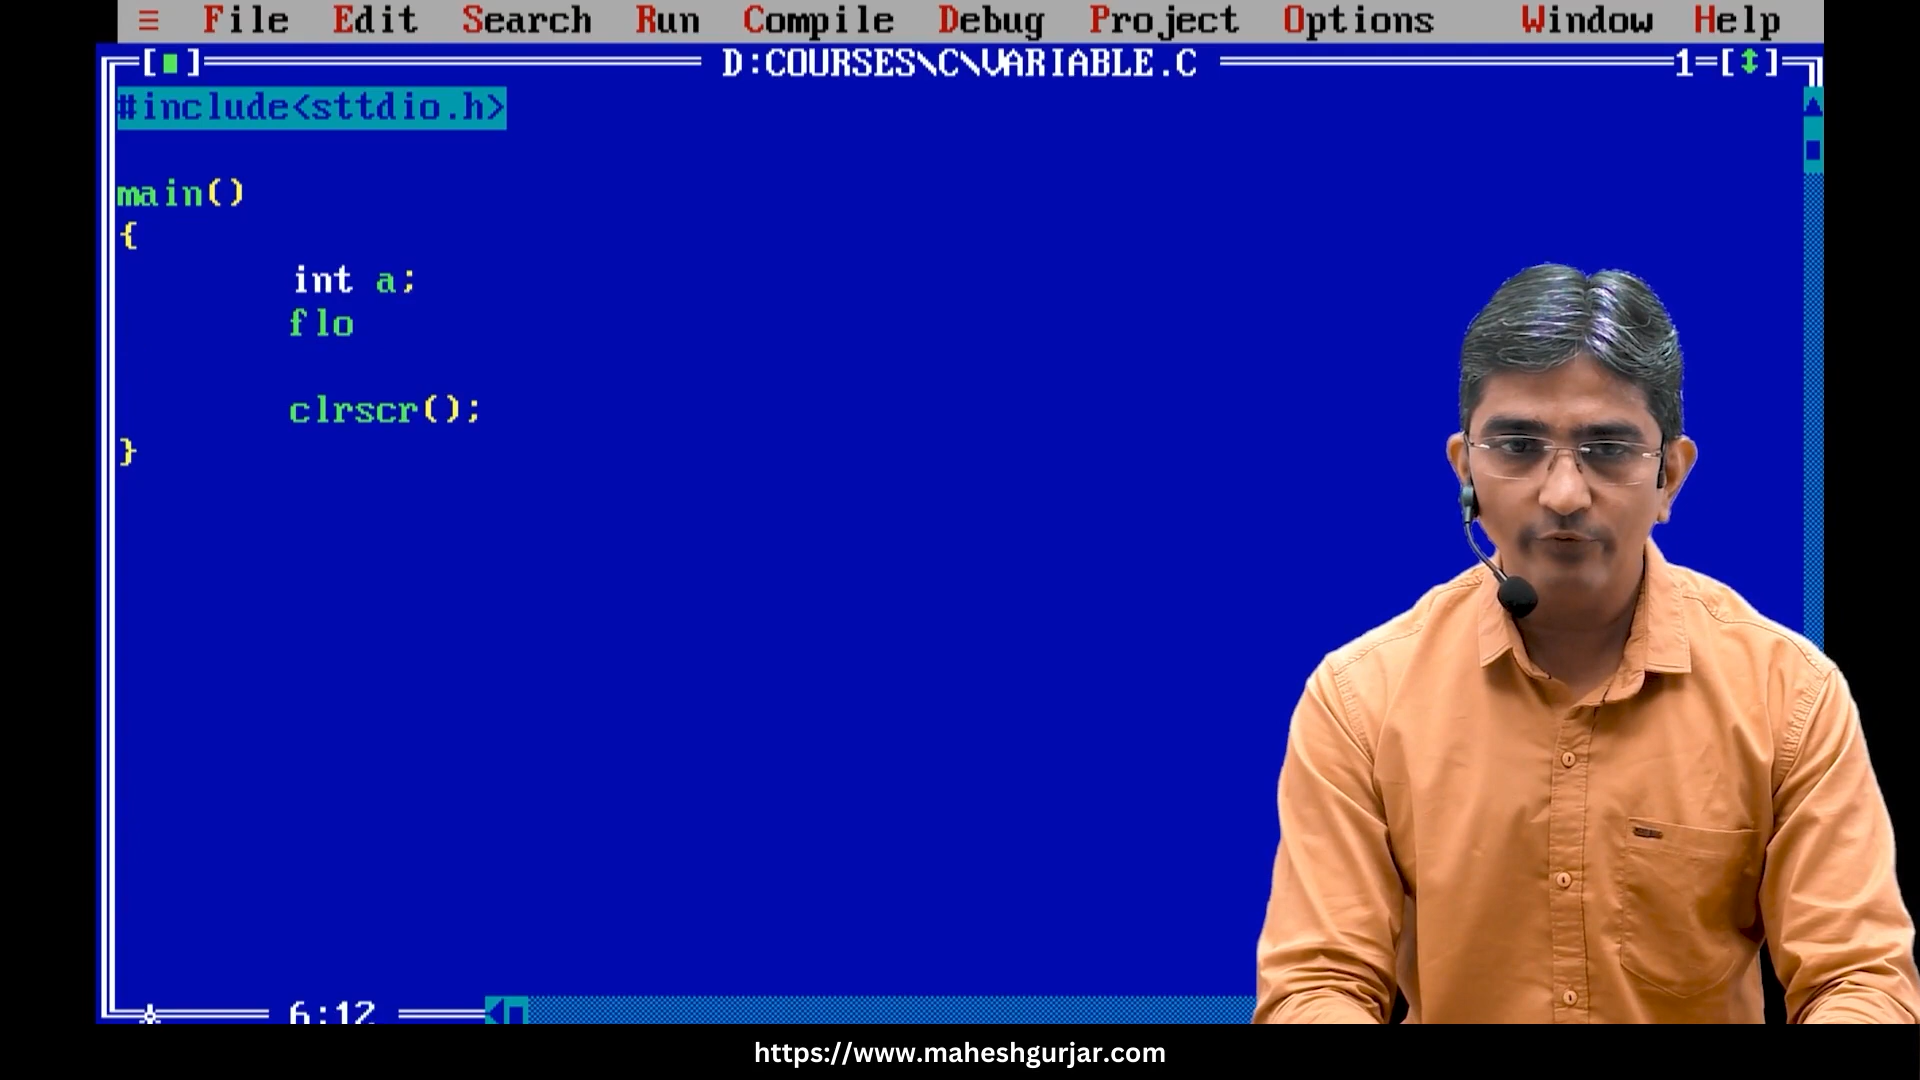 ≡ File Edit Search Run Compile Debug Project Options Window Help
[■] D:COURSES\C\VARIABLE.C 1=[↕]
#include<sttdio.h>
main()
{
int a;
flo
clrscr();
}
* 6:12
https://www.maheshgurjar.com